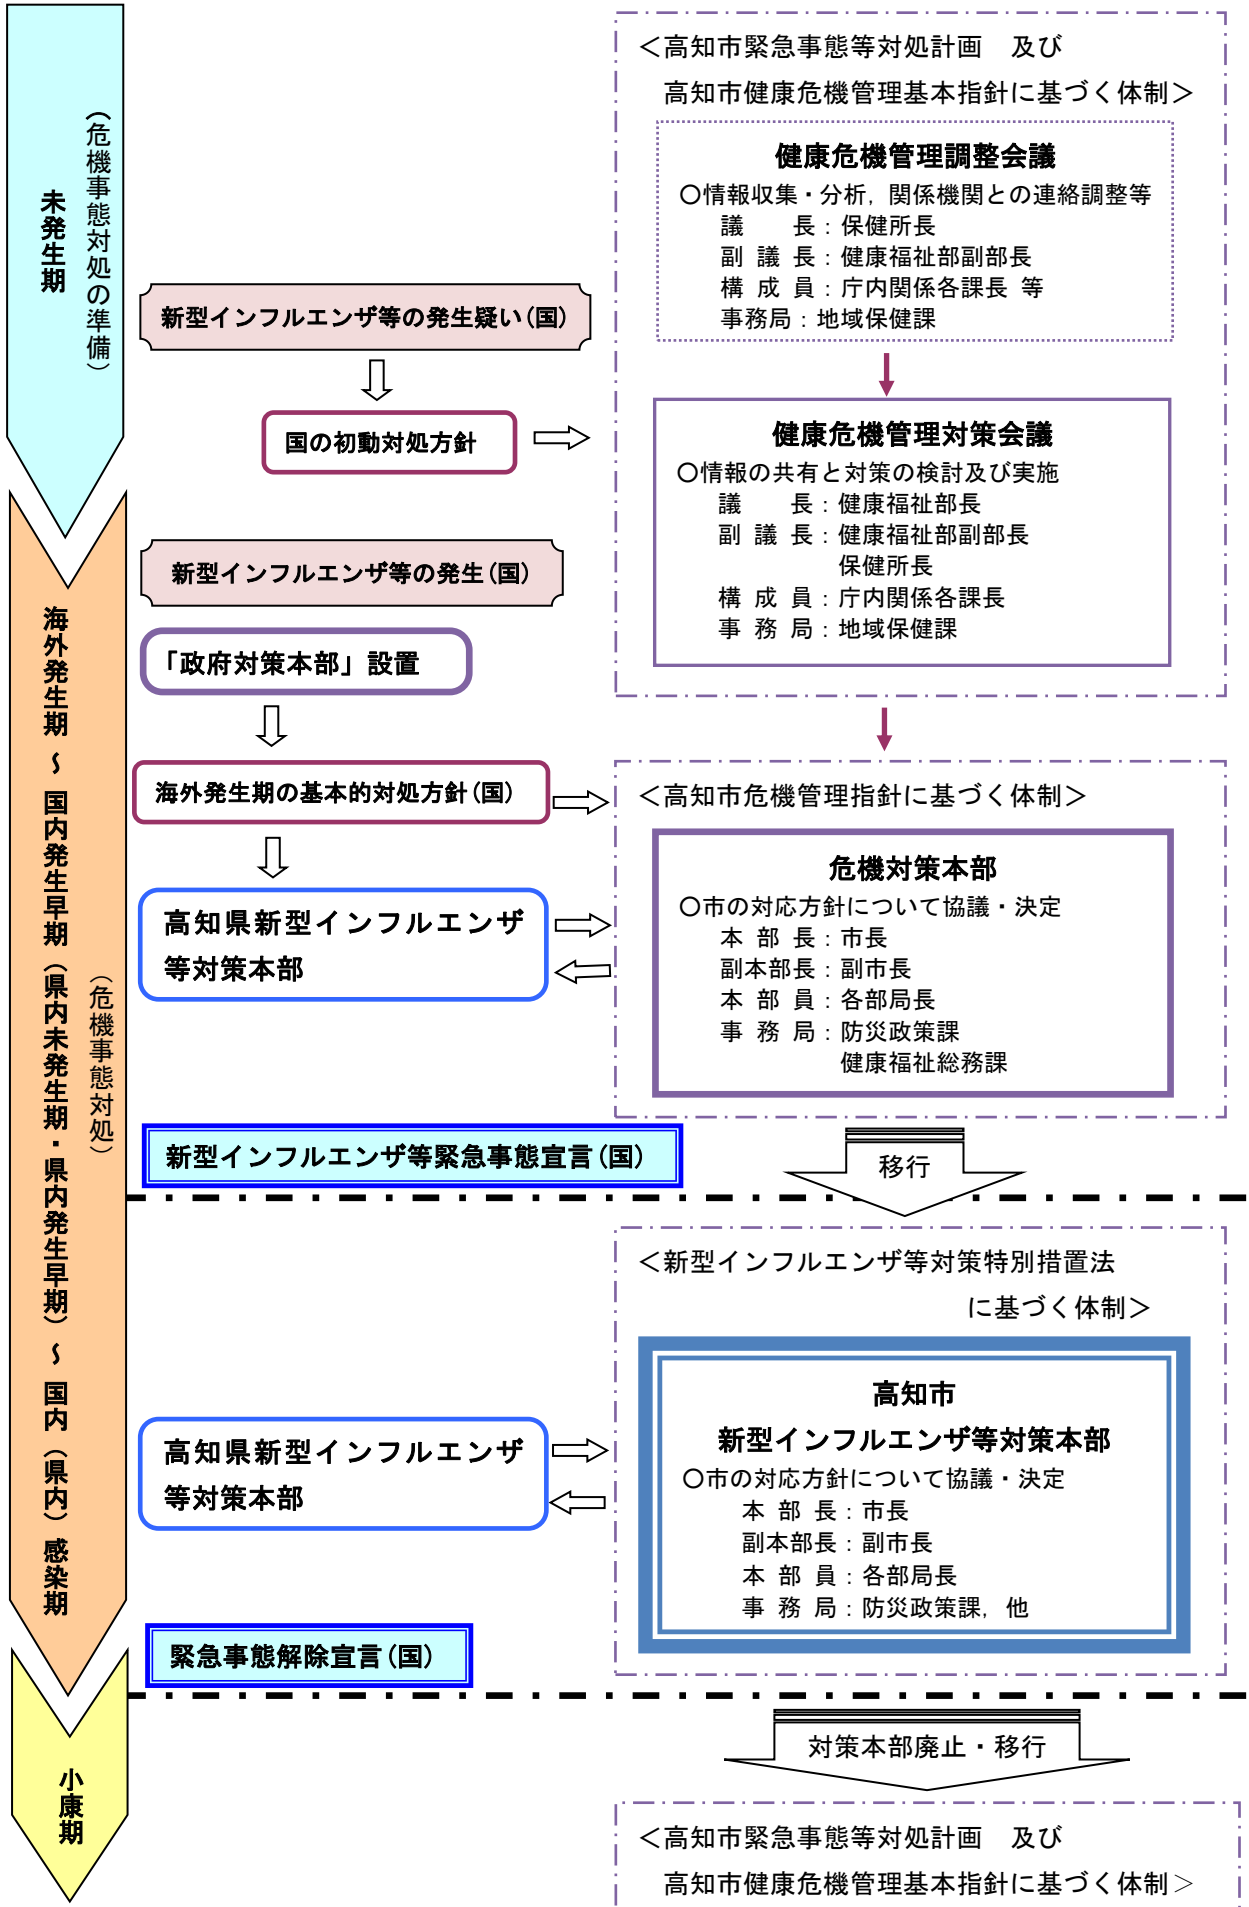 未発生期
（危機事態対処の準備）
＜高知市緊急事態等対処計画　及び
高知市健康危機管理基本指針に基づく体制＞
健康危機管理調整会議
〇情報収集・分析，関係機関との連絡調整等
議　　長：保健所長
副 議 長：健康福祉部副部長
構 成 員：庁内関係各課長 等
事務局：地域保健課
新型インフルエンザ等の発生疑い(国)
国の初動対処方針
健康危機管理対策会議
〇情報の共有と対策の検討及び実施
議　　長：健康福祉部長
副 議 長：健康福祉部副部長
保健所長
構 成 員：庁内関係各課長
事 務 局：地域保健課
海外発生期 ～ 国内発生早期（県内未発生期・県内発生早期）～ 国内（県内）感染期
（危機事態対処）
新型インフルエンザ等の発生(国)
「政府対策本部」設置
海外発生期の基本的対処方針(国)
高知県新型インフルエンザ
等対策本部
＜高知市危機管理指針に基づく体制＞
危機対策本部
〇市の対応方針について協議・決定
本 部 長：市長
副本部長：副市長
本 部 員：各部局長
事 務 局：防災政策課
健康福祉総務課
新型インフルエンザ等緊急事態宣言(国)
移行
＜新型インフルエンザ等対策特別措置法
に基づく体制＞
高知市
新型インフルエンザ等対策本部
〇市の対応方針について協議・決定
本 部 長：市長
副本部長：副市長
本 部 員：各部局長
事 務 局：防災政策課，他
高知県新型インフルエンザ
等対策本部
緊急事態解除宣言(国)
対策本部廃止・移行
小康期
＜高知市緊急事態等対処計画　及び
高知市健康危機管理基本指針に基づく体制＞